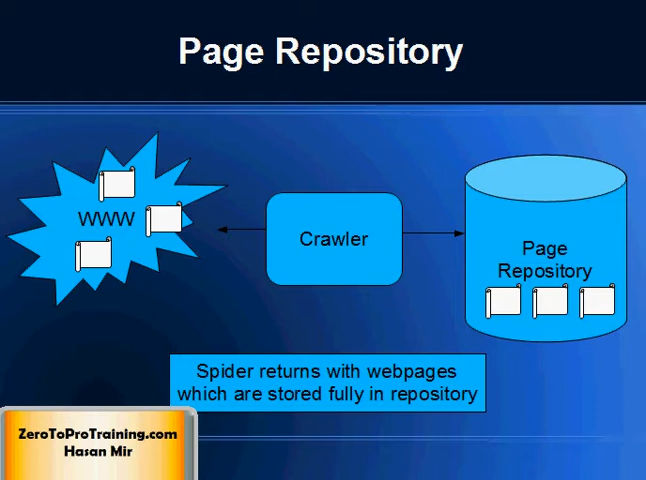 Page Repository
WWW
Crawler
Page
Repository
Spider returns with webpages
which are stored fully in repository
ZeroToProTraining.com
Hasan Mir